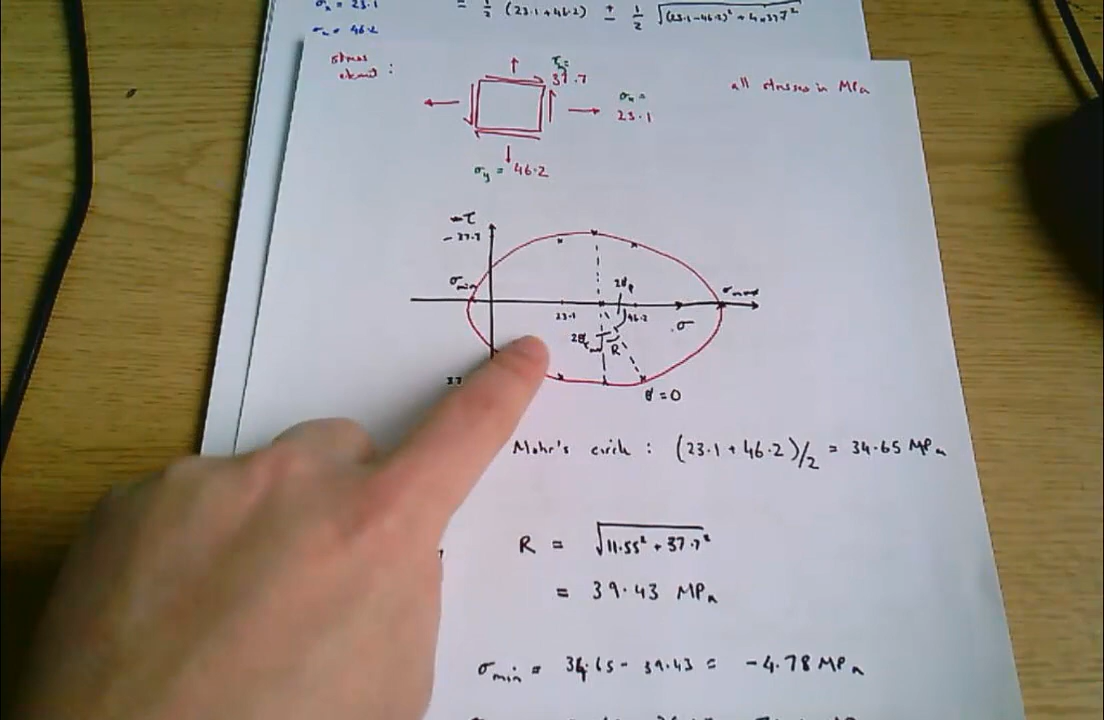 σx = 23.1
= ½ (23.1+46.2) ± ½ √(23.1-46.2)² + 4×37.7²
= 46.2
stress
element :
37.7
all stresses in MPa
σx =
23.1
σy = 46.2
-τ
-37.7
σmin
2θp
σmax
23.1
46.2
σ
R
37
θ = 0
Mohr's circle : (23.1 + 46.2)/2 = 34.65 MPa
R = √11.55² + 37.7²
= 39.43 MPa
σmin = 34.65 - 39.43 = -4.78 MPa